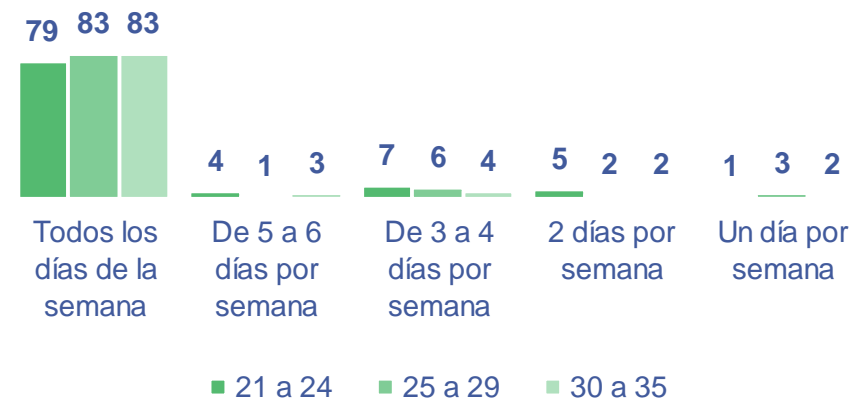 79 83 83
4 1 3
7 6 4
5 2 2
1 3 2
Todos los
días de la
semana
De 5 a 6
días por
semana
De 3 a 4
días por
semana
2 días por
semana
Un día por
semana
21 a 24
25 a 29
30 a 35